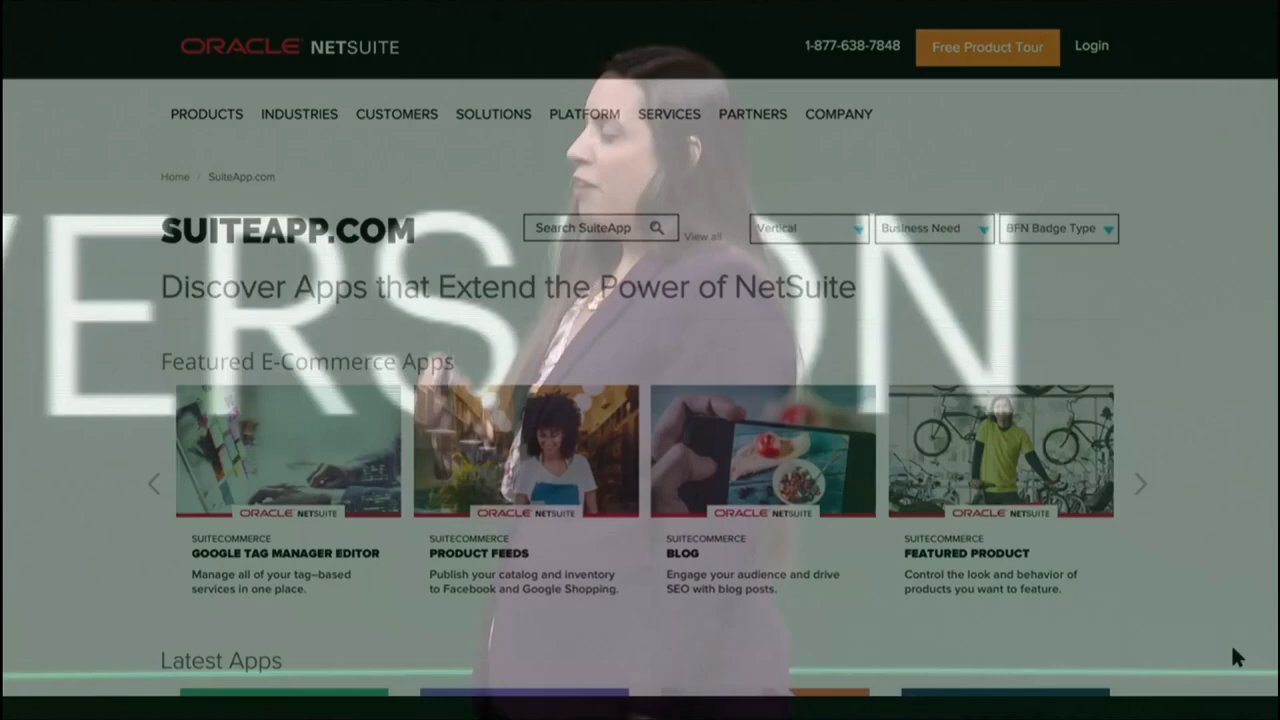 ORACLE NETSUITE
1-877-638-7848
Free Product Tour
Login
PRODUCTS INDUSTRIES CUSTOMERS SOLUTIONS PLATFORM SERVICES PARTNERS COMPANY
Home / SuiteApp.com
SUITEAPP.COM
Search SuiteApp
View all
Vertical
Business Need
BFN Badge Type
Discover Apps that Extend the Power of NetSuite
Featured E-Commerce Apps
ORACLE NETSUITE
SUITECOMMERCE
GOOGLE TAG MANAGER EDITOR
Manage all of your tag–based
services in one place.
ORACLE NETSUITE
SUITECOMMERCE
PRODUCT FEEDS
Publish your catalog and inventory
to Facebook and Google Shopping.
ORACLE NETSUITE
SUITECOMMERCE
BLOG
Engage your audience and drive
SEO with blog posts.
ORACLE NETSUITE
SUITECOMMERCE
FEATURED PRODUCT
Control the look and behavior of
products you want to feature.
Latest Apps